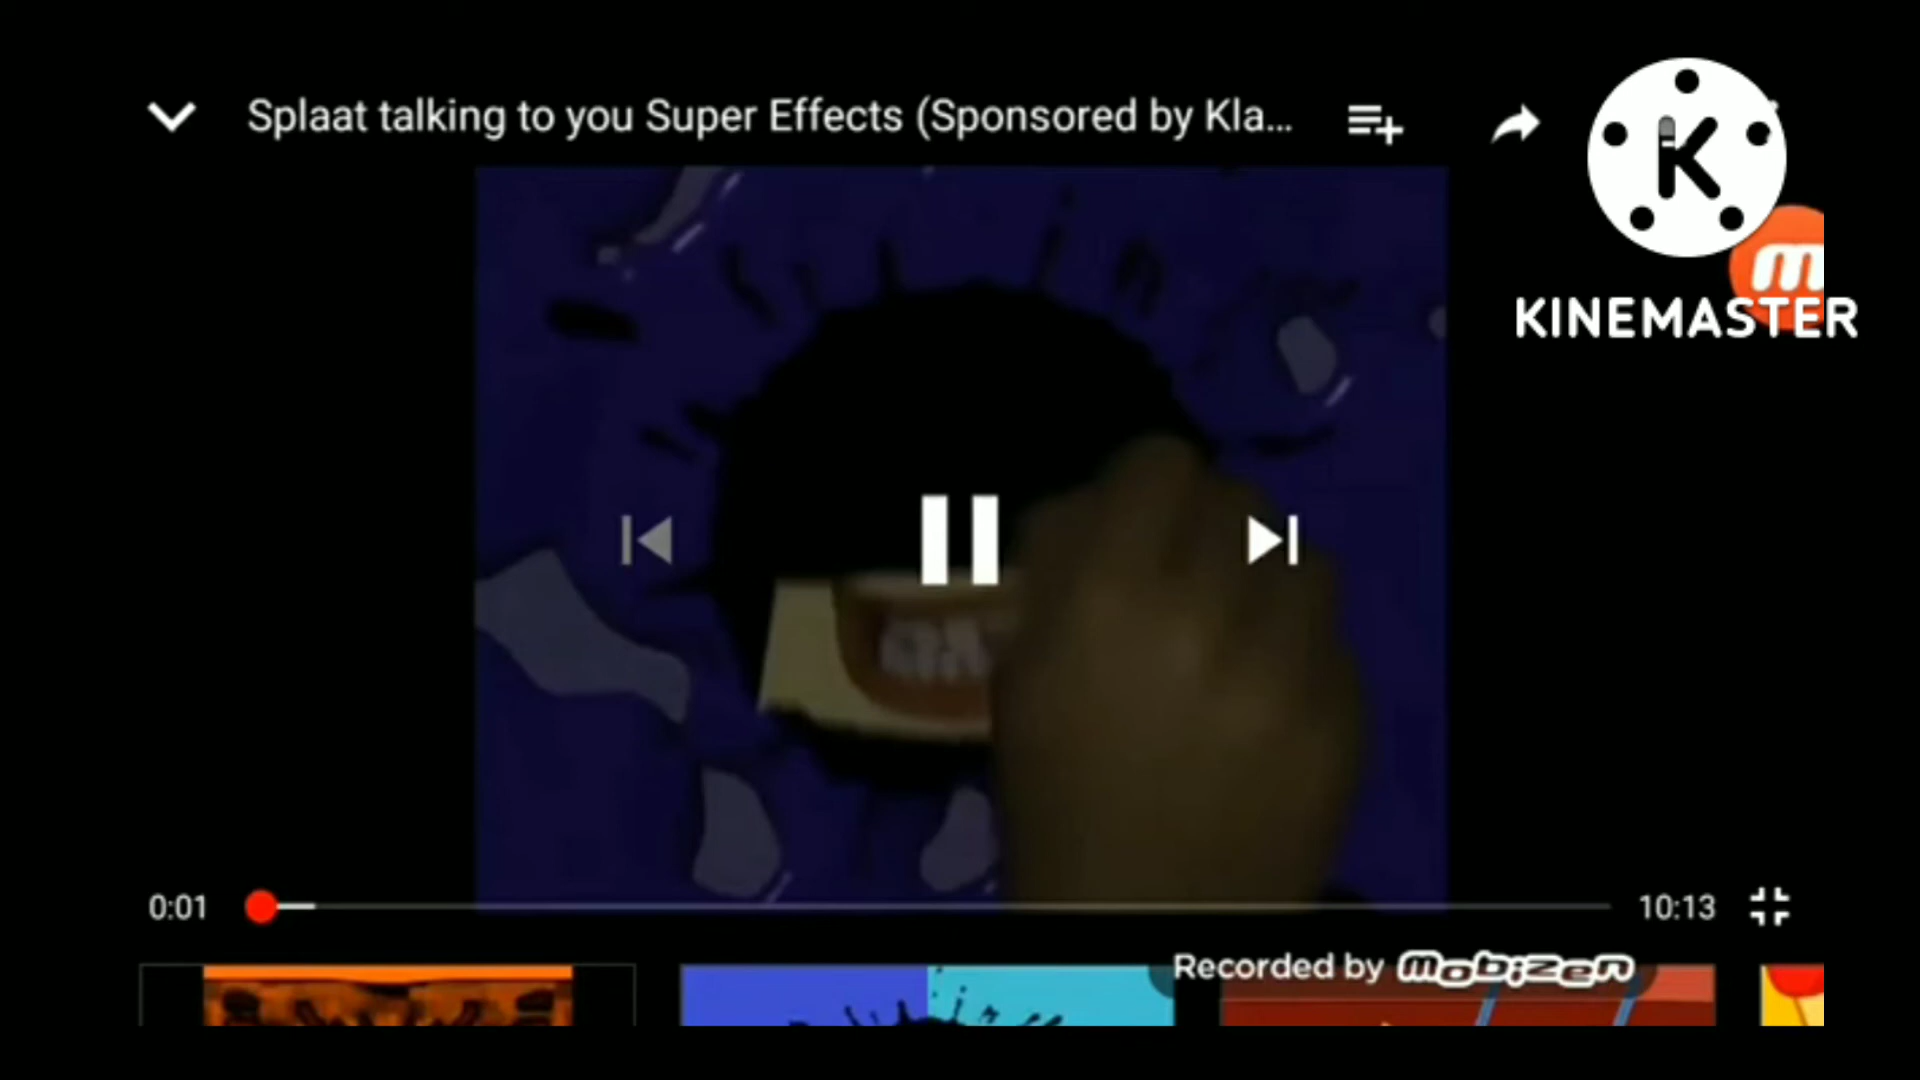 Splaat talking to you Super Effects (Sponsored by Kla...
K
m
KINEMASTER
0:01
10:13
Recorded by mobizen